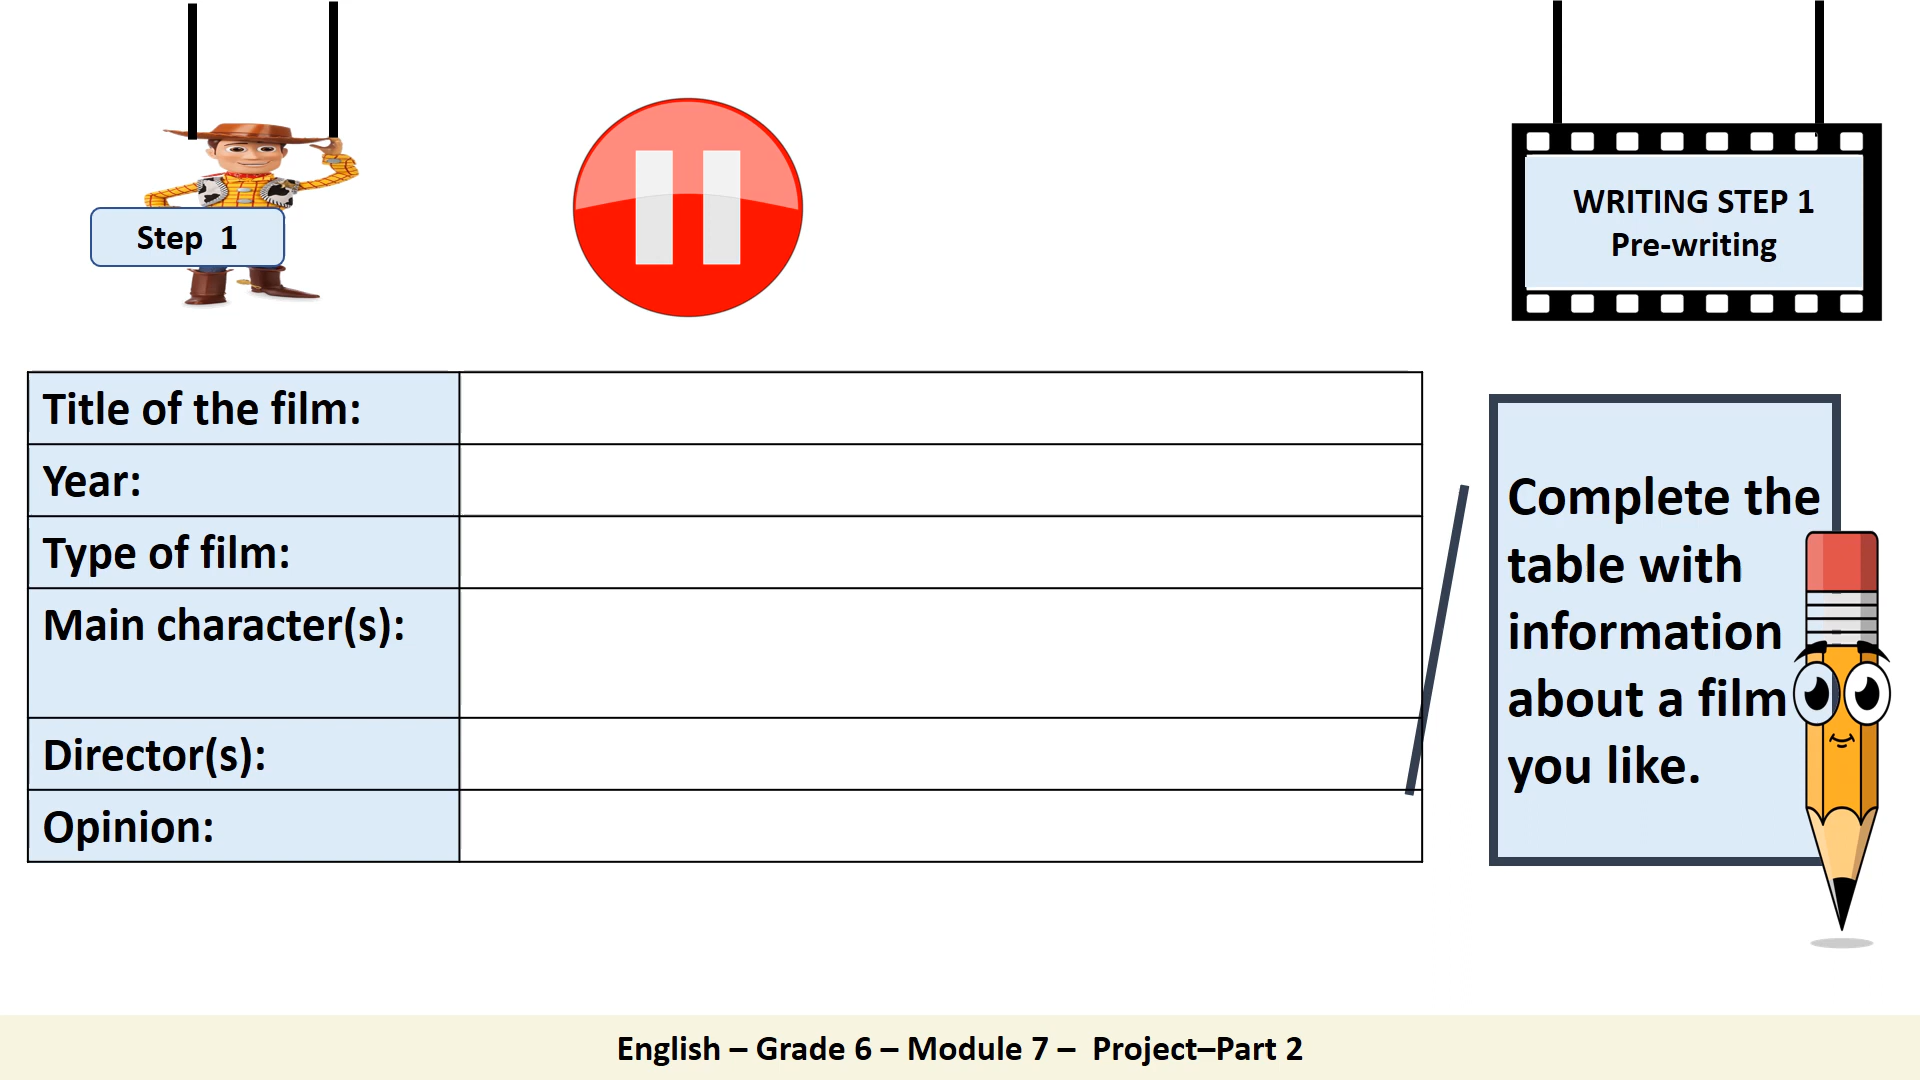 Step 1
WRITING STEP 1
Pre-writing
Title of the film:
Year:
Type of film:
Main character(s):
Director(s):
Opinion:
Complete the
table with
information
about a film
you like.
English – Grade 6 – Module 7 – Project–Part 2